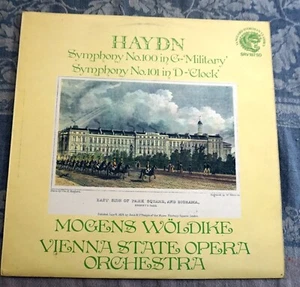 HAYDN
Symphony No.100 in G-'Military'
Symphony No.101 in D-'Clock'
EAST SIDE OF PARK SQUARE, AND DIORAMA,
MOGENS WÖLDIKE
VIENNA STATE OPERA
ORCHESTRA